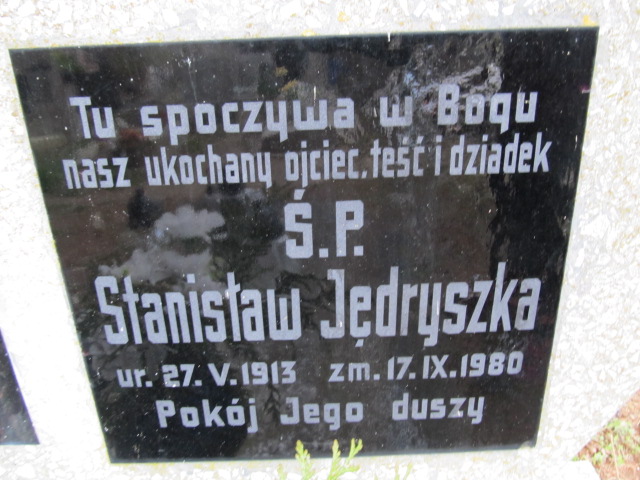 Tu spoczywa w Bogu
nasz ukochany ojciec, teść i dziadek
Ś.P.
Stanisław Jędryszka
ur. 27.V.1913 zm. 17.IX.1980
Pokój Jego duszy